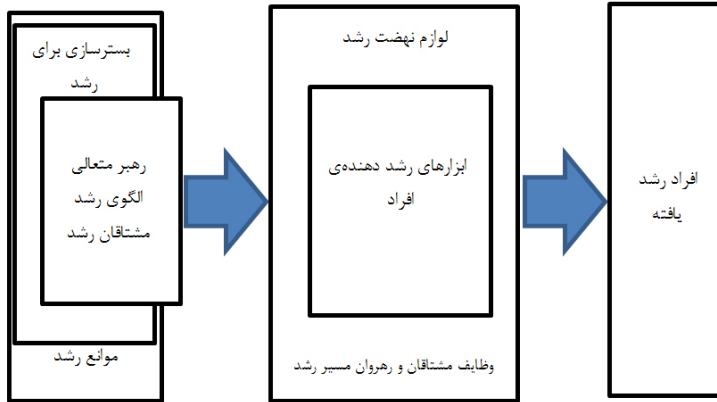 بسترسازی برای
رشد
رهبر متعالی
الگوی رشد
مشتاقان رشد
موانع رشد
لوازم نهضت رشد
ابزارهای رشد دهنده‌ی
افراد
وظایف مشتاقان و رهروان مسیر رشد
افراد رشد
یافته